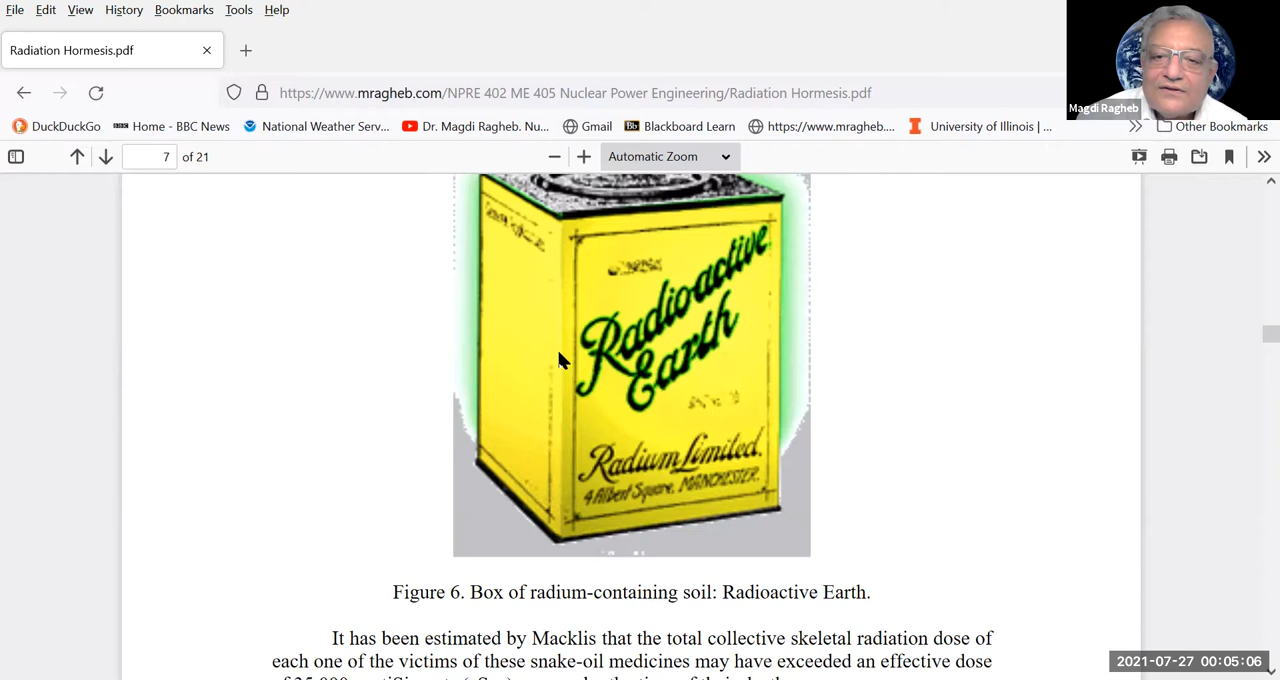 File Edit View History Bookmarks Tools Help
Radiation Hormesis.pdf
https://www.mragheb.com/NPRE 402 ME 405 Nuclear Power Engineering/Radiation Hormesis.pdf
Magdi Ragheb
DuckDuckGo BBC Home - BBC News National Weather Serv... Dr. Magdi Ragheb. Nu... Gmail Bb Blackboard Learn https://www.mragheb.... University of Illinois |... Other Bookmarks
7 of 21 Automatic Zoom
Radioactive
Earth
Radium Limited.
4 Albert Square, MANCHESTER.
Figure 6. Box of radium-containing soil: Radioactive Earth.
It has been estimated by Macklis that the total collective skeletal radiation dose of
each one of the victims of these snake-oil medicines may have exceeded an effective dose
2021-07-27 00:05:06